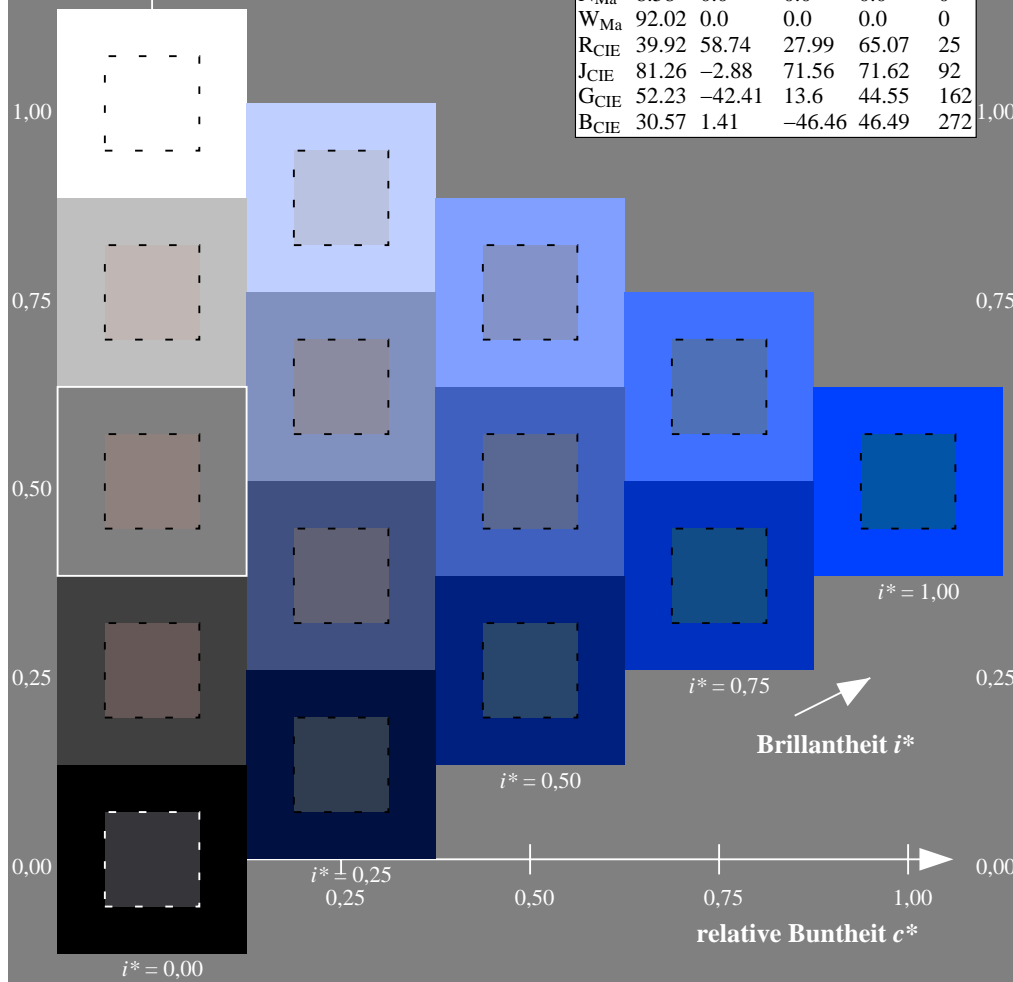 W_Ma 92.02 0.0 0.0 0.0 0
R_CIE 39.92 58.74 27.99 65.07 25
J_CIE 81.26 –2.88 71.56 71.62 92
G_CIE 52.23 –42.41 13.6 44.55 162
B_CIE 30.57 1.41 –46.46 46.49 272
1,00 1,00
0,75 0,75
0,50
i* = 1,00
0,25 i* = 0,75 0,25
Brillantheit i*
i* = 0,50
0,00 0,00
i* = 0,25
0,25 0,50 0,75 1,00
relative Buntheit c*
i* = 0,00